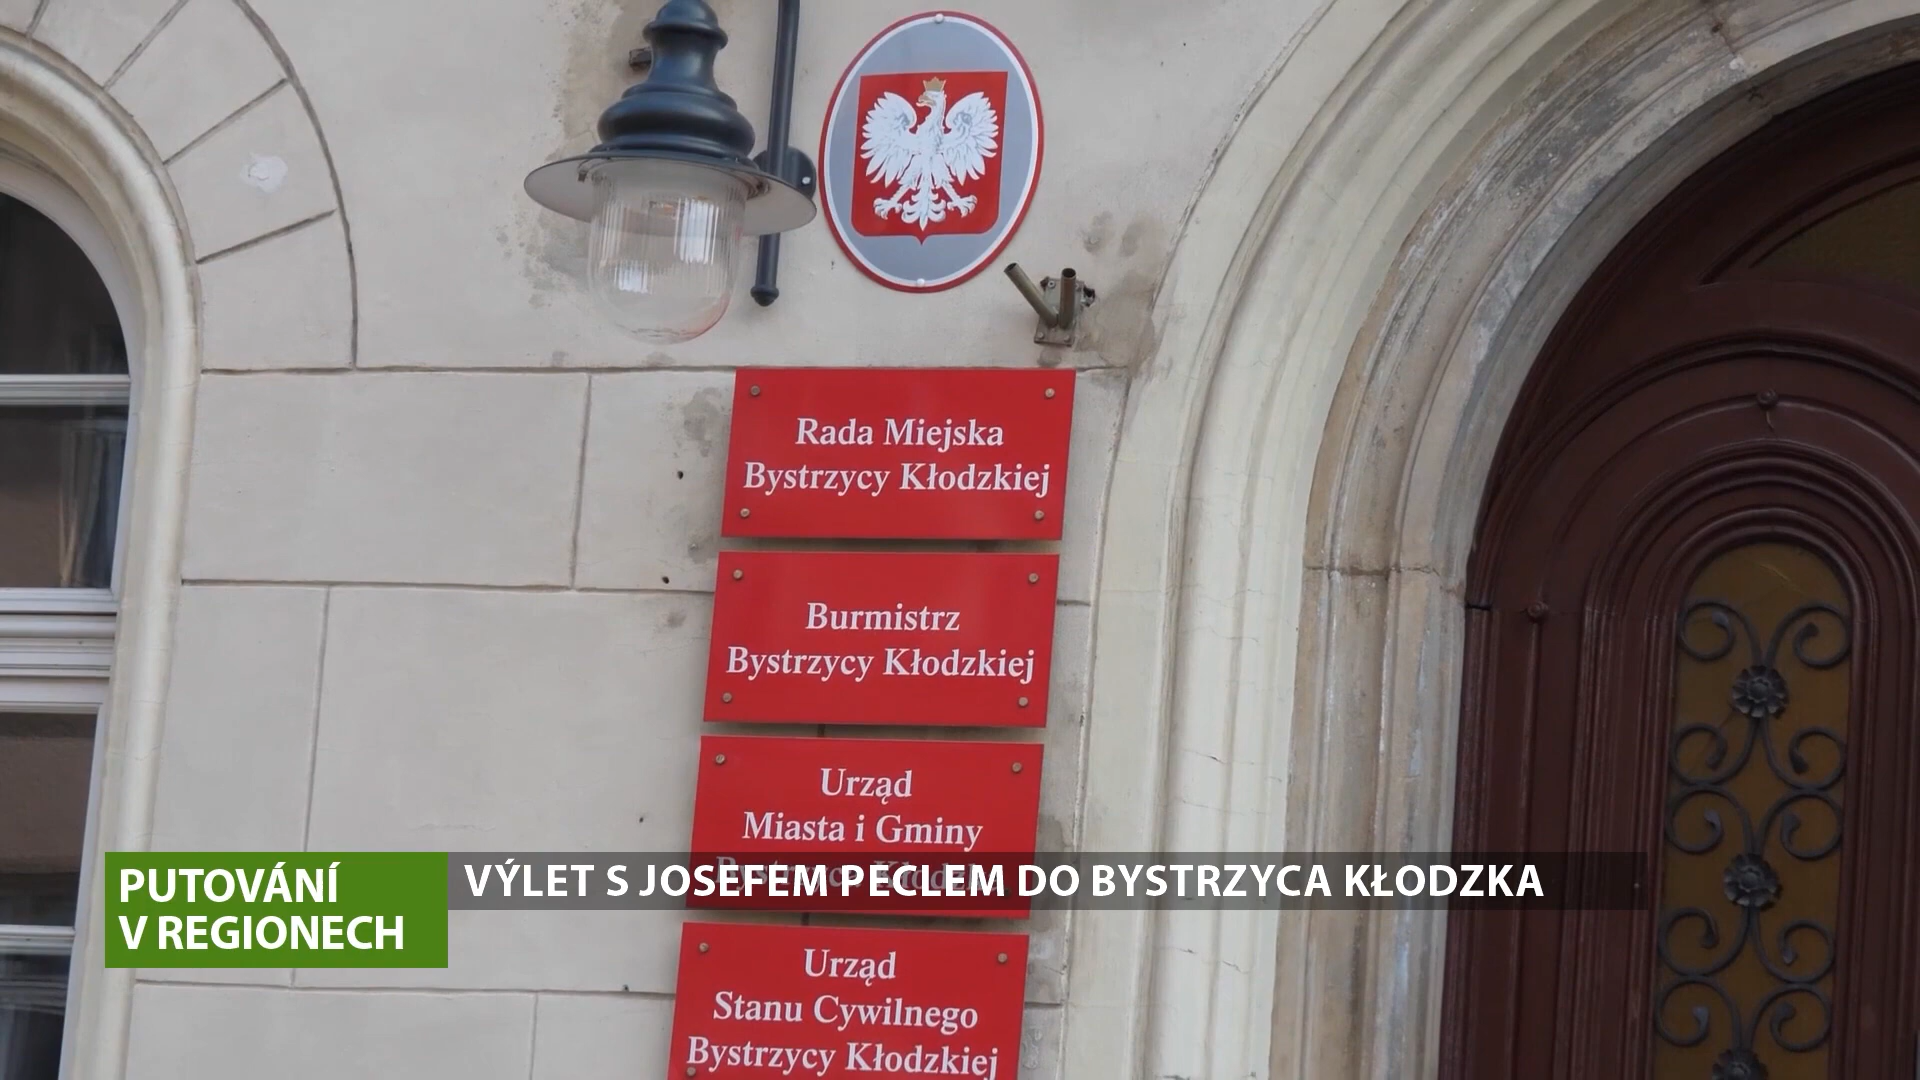 Rada Miejska
Bystrzycy Kłodzkiej
Burmistrz
Bystrzycy Kłodzkiej
Urząd
Miasta i Gminy
Urząd
Stanu Cywilnego
Bystrzycy Kłodzkiej
PUTOVÁNÍ
V REGIONECH
VÝLET S JOSEFEM PECLEM DO BYSTRZYCA KŁODZKA